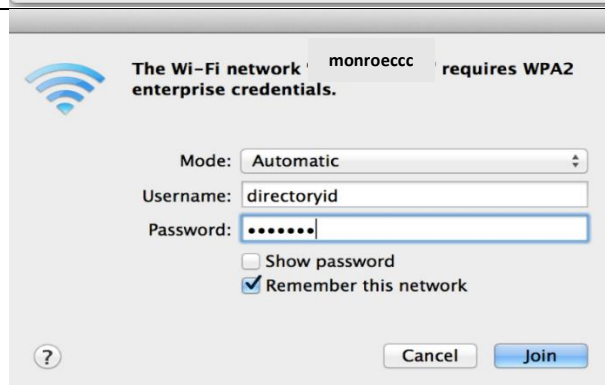 The Wi-Fi network ' monroeccc requires WPA2
enterprise credentials.
Mode: Automatic
Username: directoryid
Password: •••••••
Show password
Remember this network
? Cancel Join